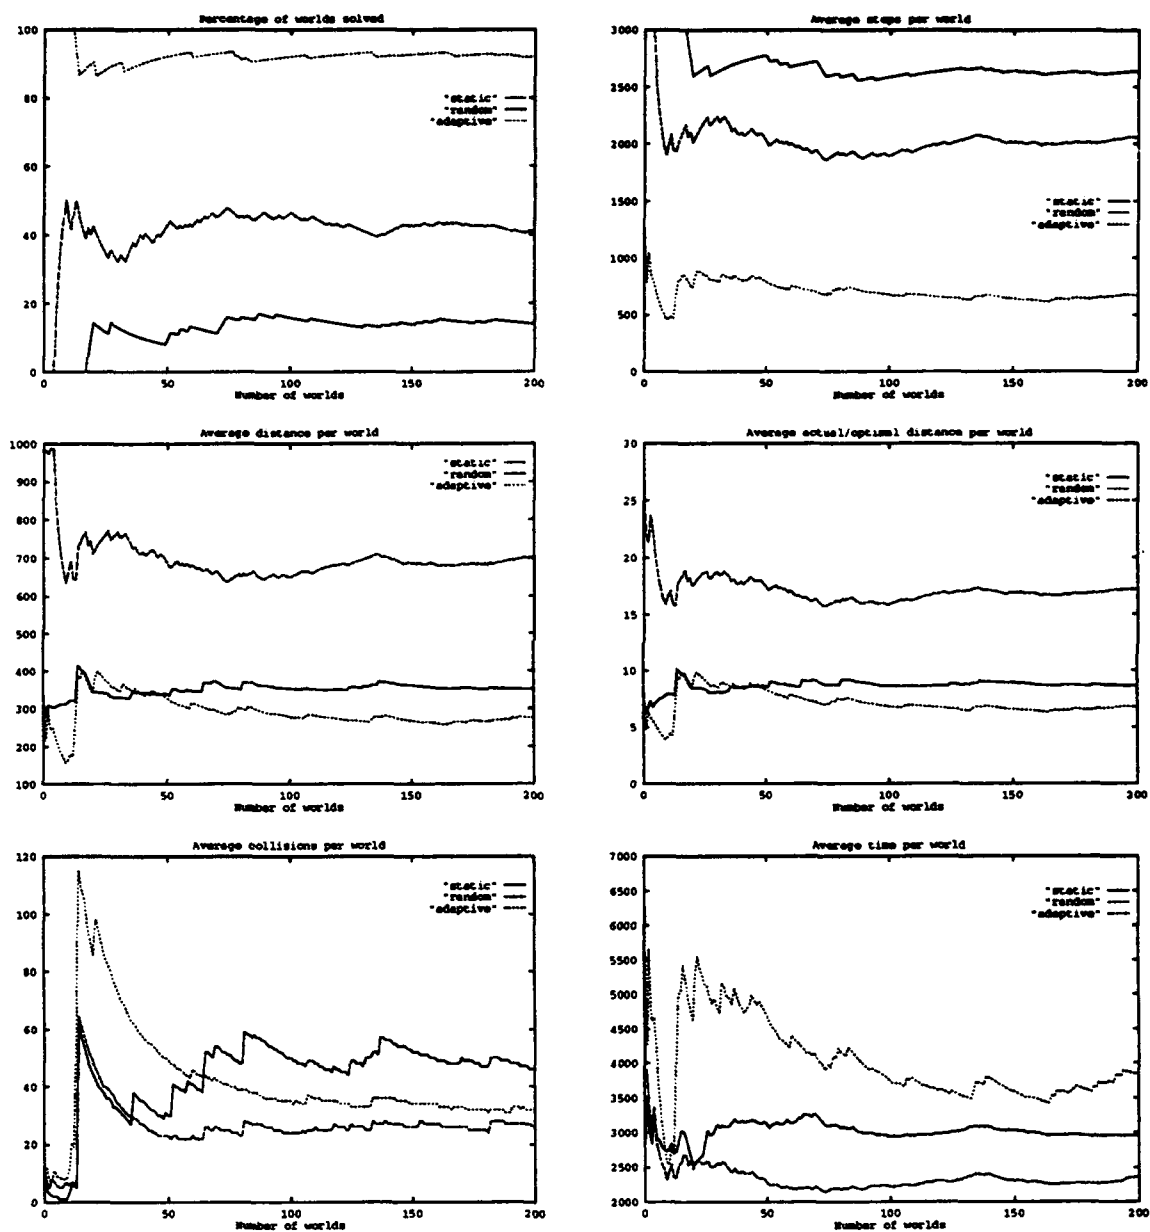 Percentage of worlds solved
100
80
60
40
20
0
"static"
"random"
"adaptive"
0 50 100 150 200
Number of worlds
Average steps per world
3000
2500
2000
1500
1000
500
0
"static"
"random"
"adaptive"
0 50 100 150 200
Number of worlds
Average distance per world
1000
900
800
700
600
500
400
300
200
100
"static"
"random"
"adaptive"
0 50 100 150 200
Number of worlds
Average actual/optimal distance per world
30
25
20
15
10
5
0
"static"
"random"
"adaptive"
0 50 100 150 200
Number of worlds
Average collisions per world
120
100
80
60
40
20
0
"static"
"random"
"adaptive"
0 50 100 150 200
Number of worlds
Average time per world
7000
6500
6000
5500
5000
4500
4000
3500
3000
2500
2000
"static"
"random"
"adaptive"
0 50 100 150 200
Number of worlds